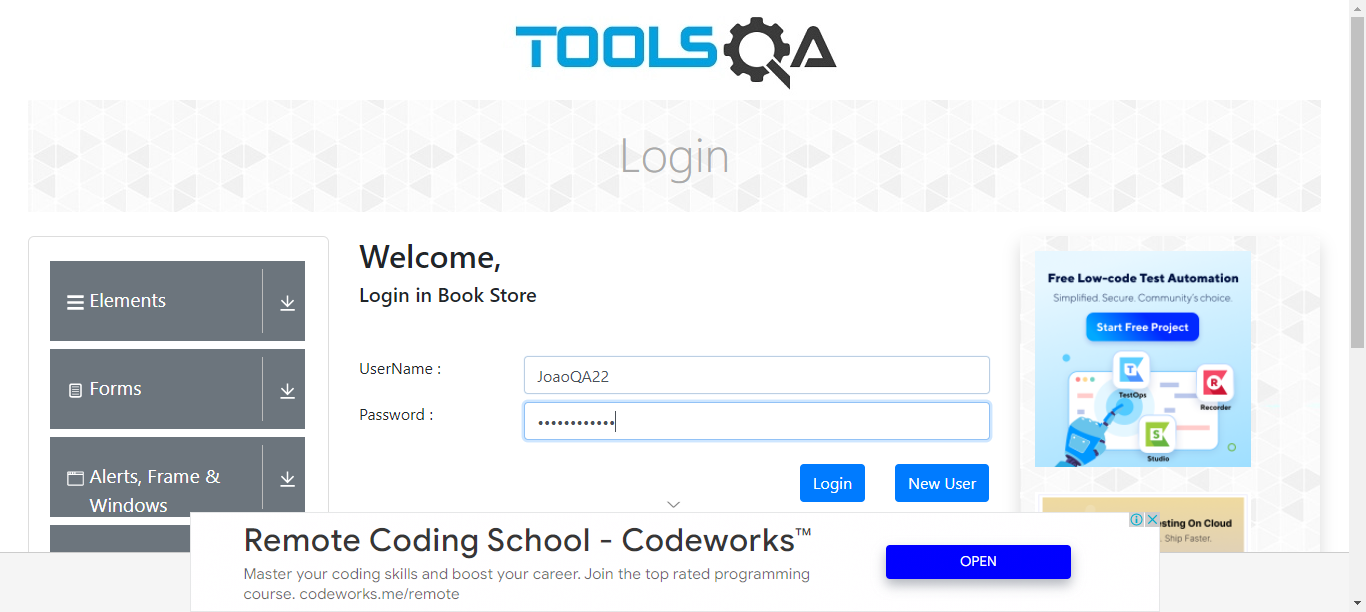 TOOLSQA
Login
Elements
Forms
Alerts, Frame &
Windows
Welcome,
Login in Book Store
UserName :
JoaoQA22
Password :
••••••••••••
Login
New User
Free Low-code Test Automation
Simplified. Secure. Community's choice.
Start Free Project
TestOps
Recorder
Studio
sting On Cloud
Ship Faster.
Remote Coding School - Codeworks™
Master your coding skills and boost your career. Join the top rated programming
course. codeworks.me/remote
OPEN